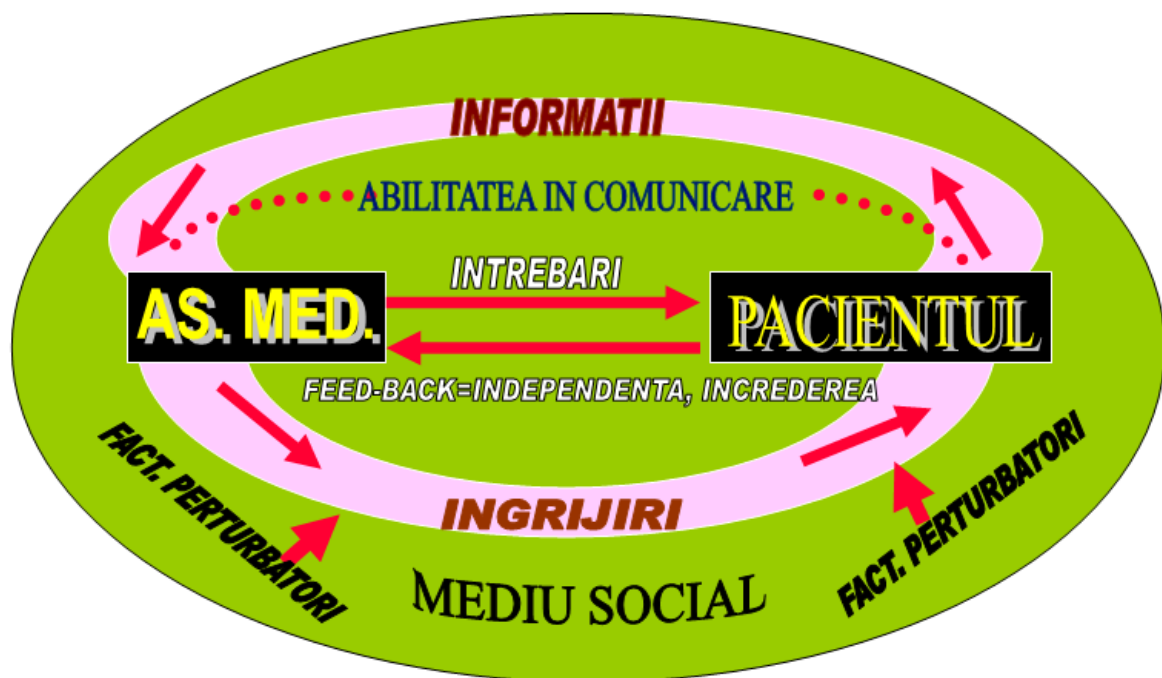 INFORMATII
ABILITATEA IN COMUNICARE
INTREBARI
AS. MED.
PACIENTUL
FEED-BACK=INDEPENDENTA, INCREDEREA
FACT. PERTURBATORI
FACT. PERTURBATORI
INGRIJIRI
MEDIU SOCIAL